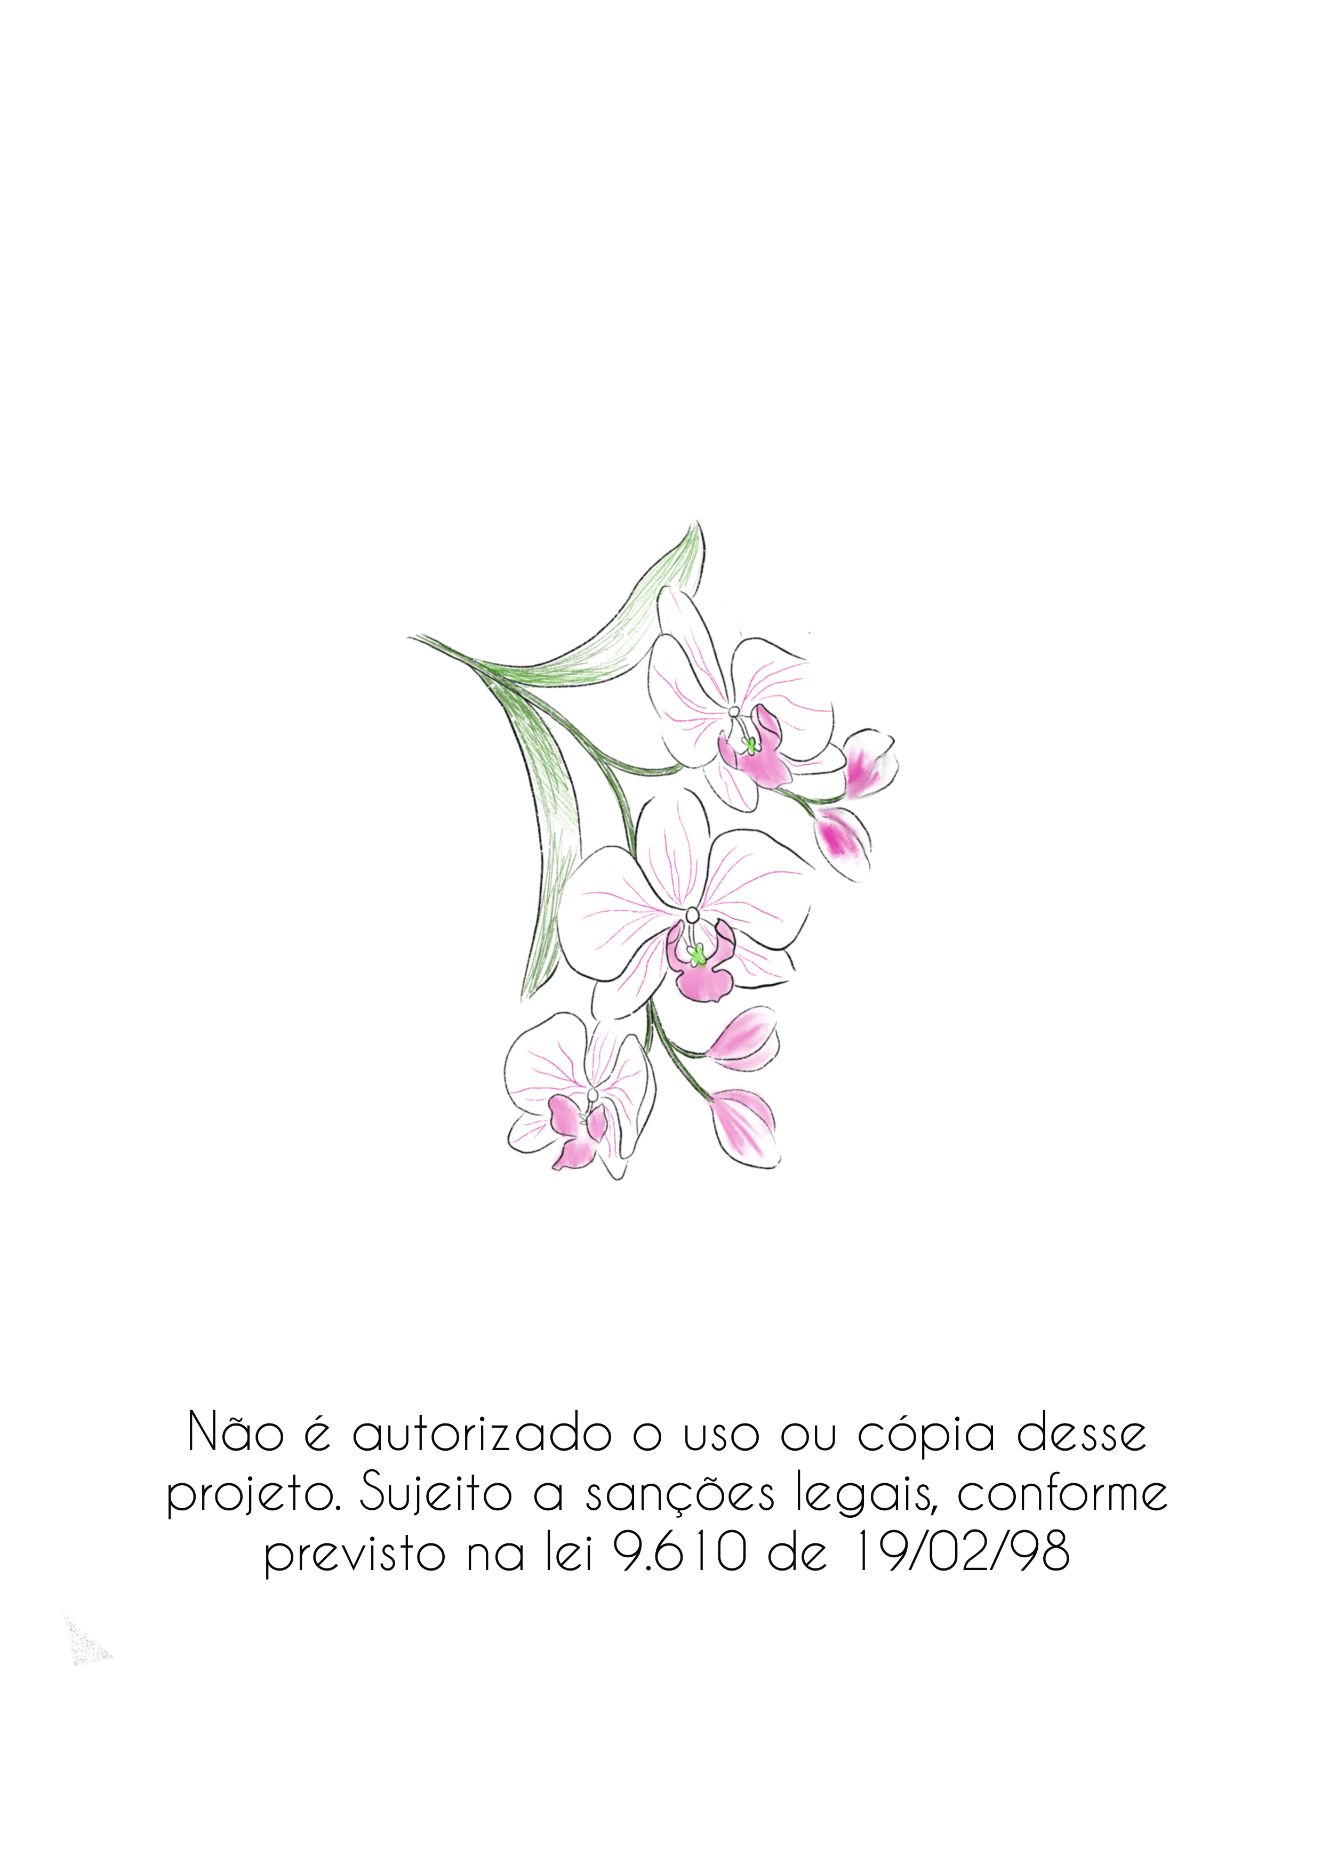 Não é autorizado o uso ou cópia desse
projeto. Sujeito a sanções legais, conforme
previsto na lei 9.610 de 19/02/98